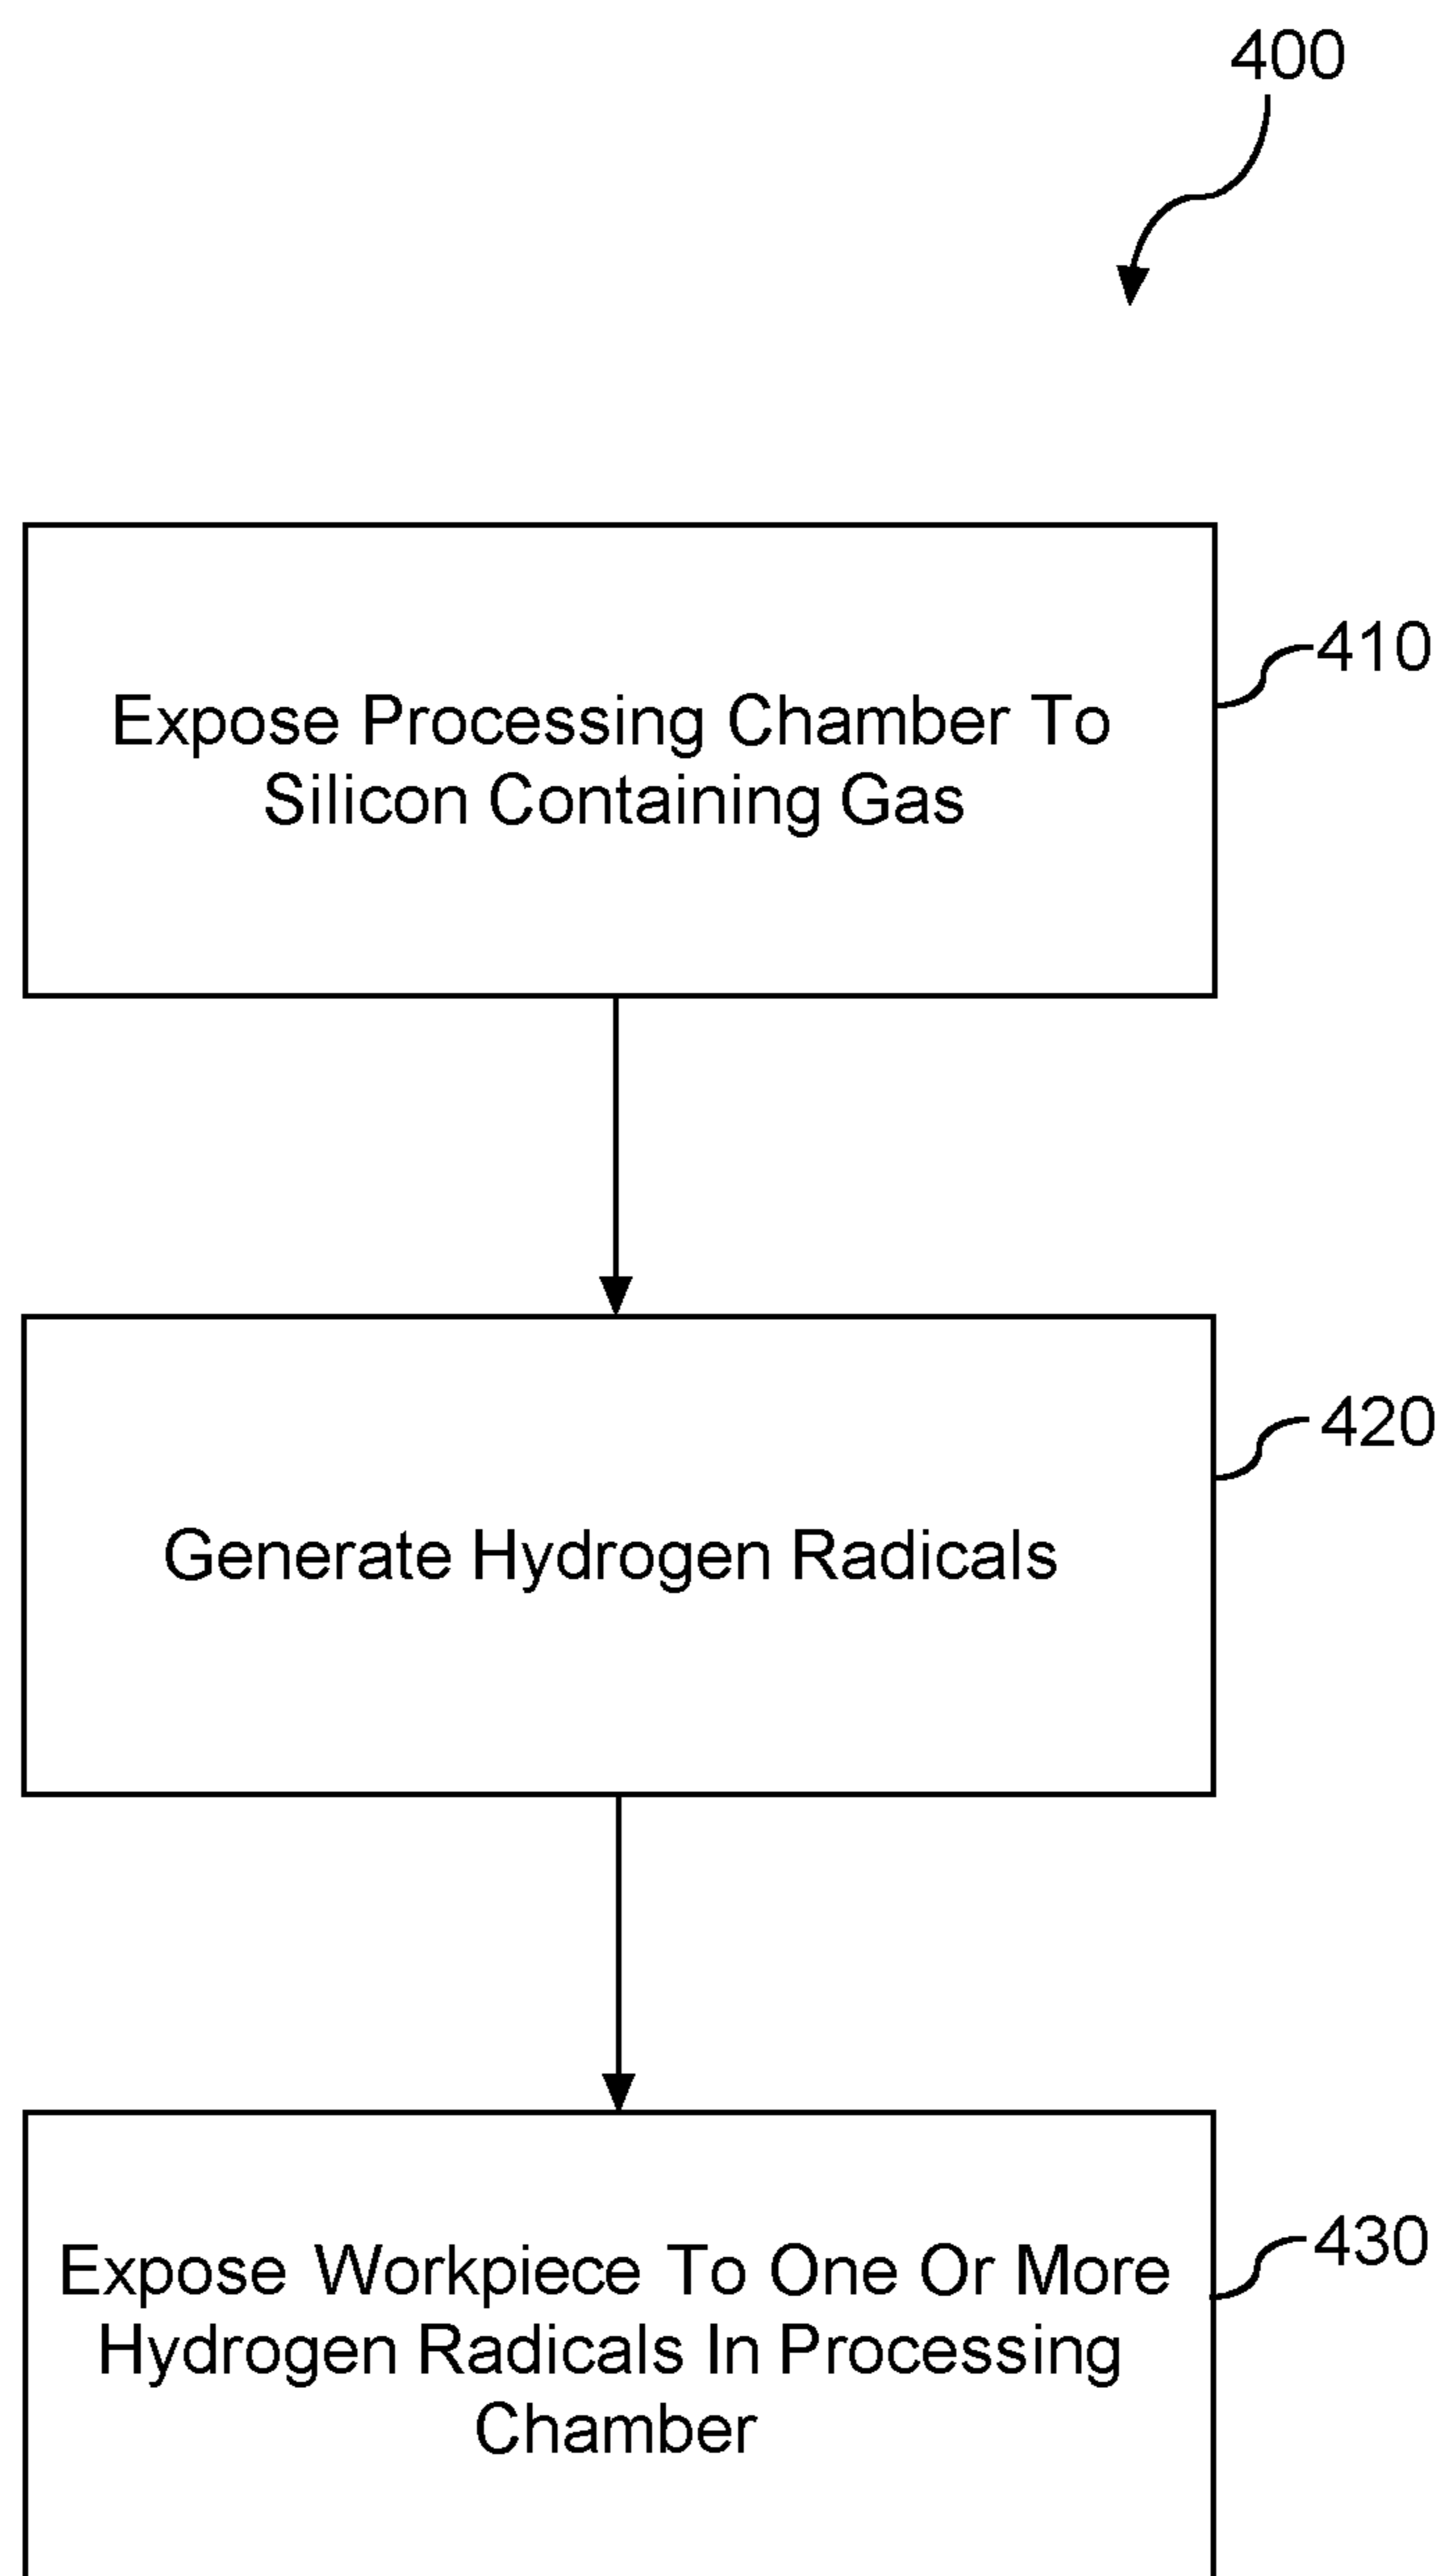 400
Expose Processing Chamber To
Silicon Containing Gas
410
Generate Hydrogen Radicals
420
Expose Workpiece To One Or More
Hydrogen Radicals In Processing
Chamber
430